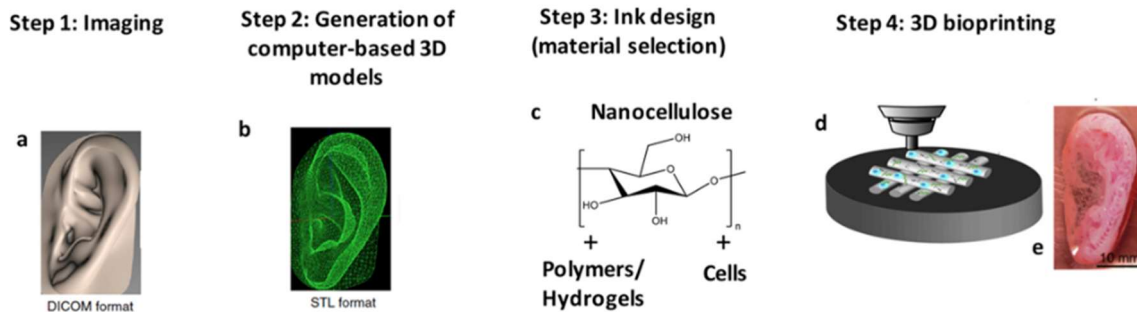 Step 1: Imaging
Step 2: Generation of
computer-based 3D
models
Step 3: Ink design
(material selection)
Step 4: 3D bioprinting
a
DICOM format
b
STL format
c
Nanocellulose
OH
O
O
HO
OH
n
+
+
Polymers/
Hydrogels
Cells
d
e
10 mm